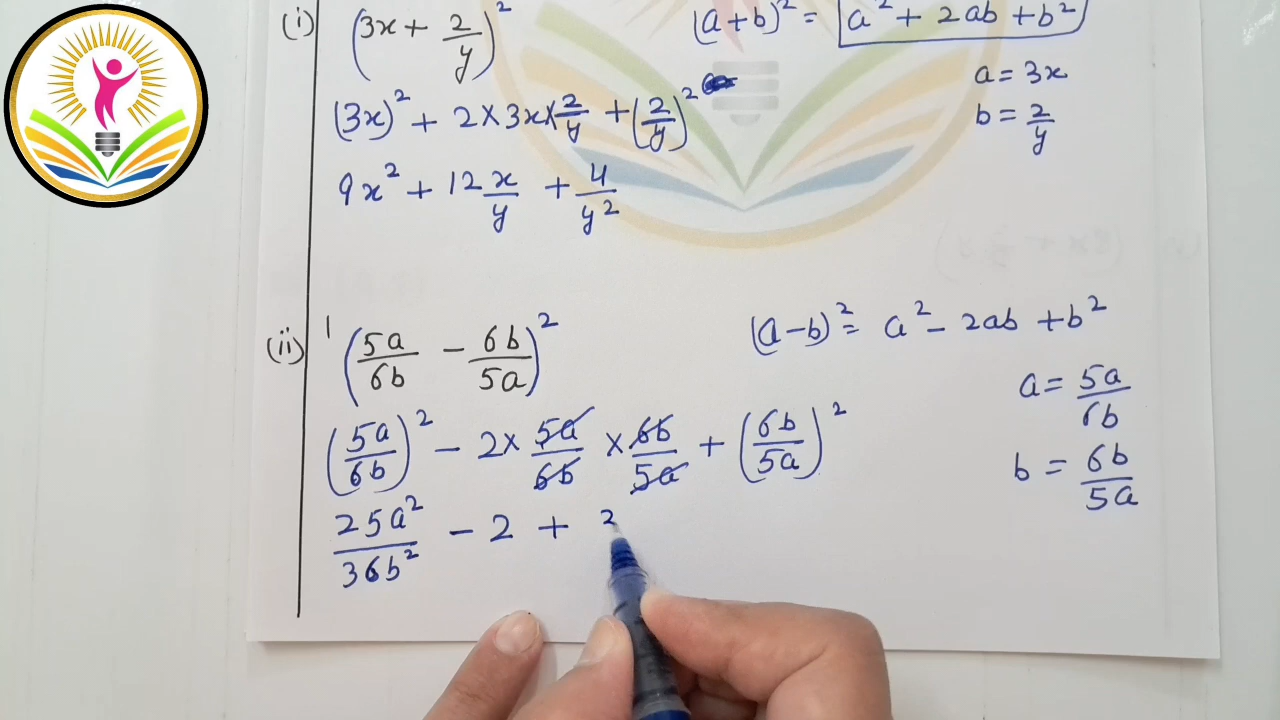 (i) (3x + 2/y)² (a+b)² = a² + 2ab + b²
a = 3x
(3x)² + 2×3x×2/y + (2/y)² b = 2/y
9x² + 12 x/y + 4/y²
(ii) (5a/6b - 6b/5a)² (a-b)² = a² - 2ab + b²
a = 5a/6b
(5a/6b)² - 2× 5a/6b × 6b/5a + (6b/5a)² b = 6b/5a
25a²/36b² - 2 +